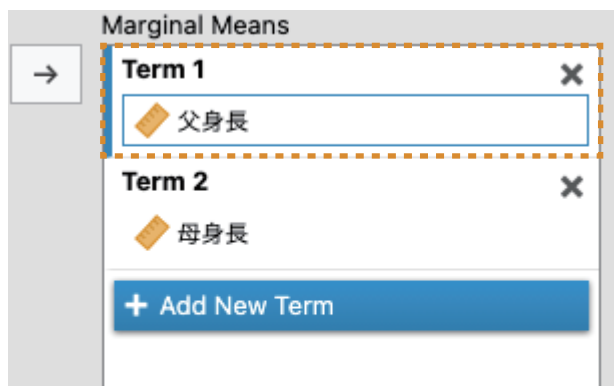 Marginal Means
→
Term 1
父身長
Term 2
母身長
+ Add New Term